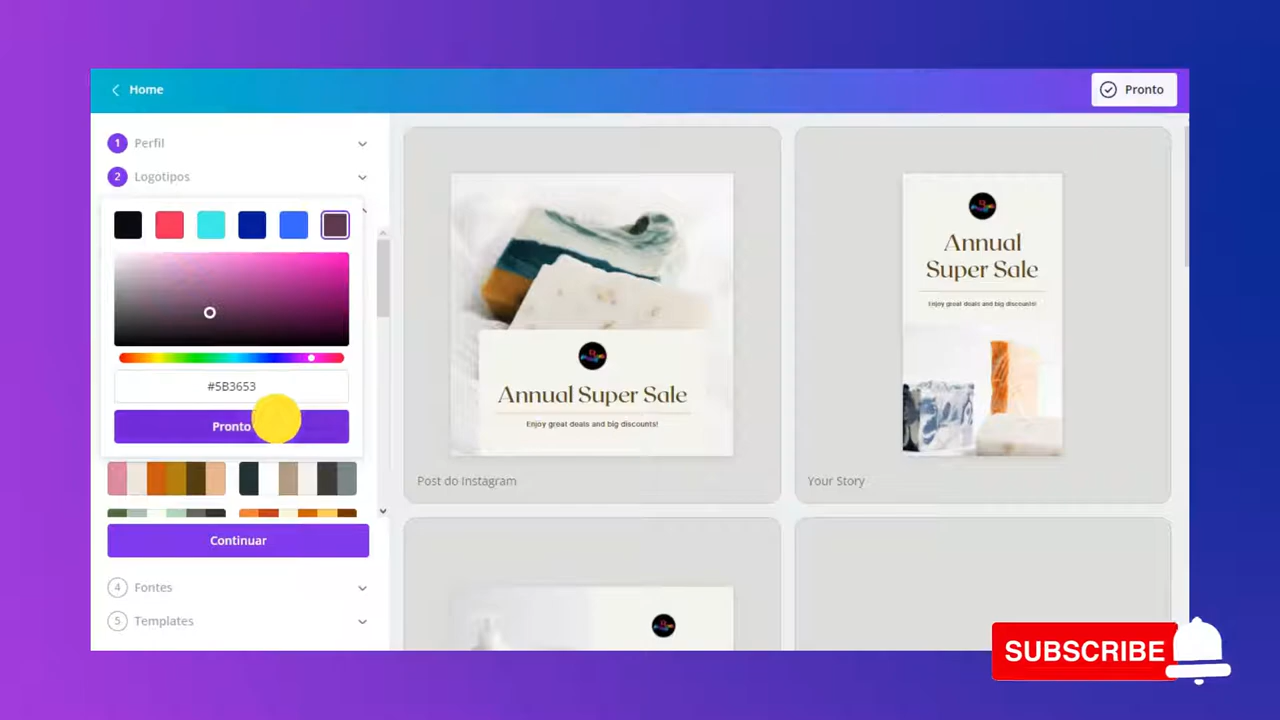 Home
Pronto
1 Perfil
2 Logotipos
#5B3653
Pronto
Continuar
4 Fontes
5 Templates
Annual Super Sale
Enjoy great deals and big discounts!
Post do Instagram
Annual
Super Sale
Enjoy great deals and big discounts!
Your Story
SUBSCRIBE